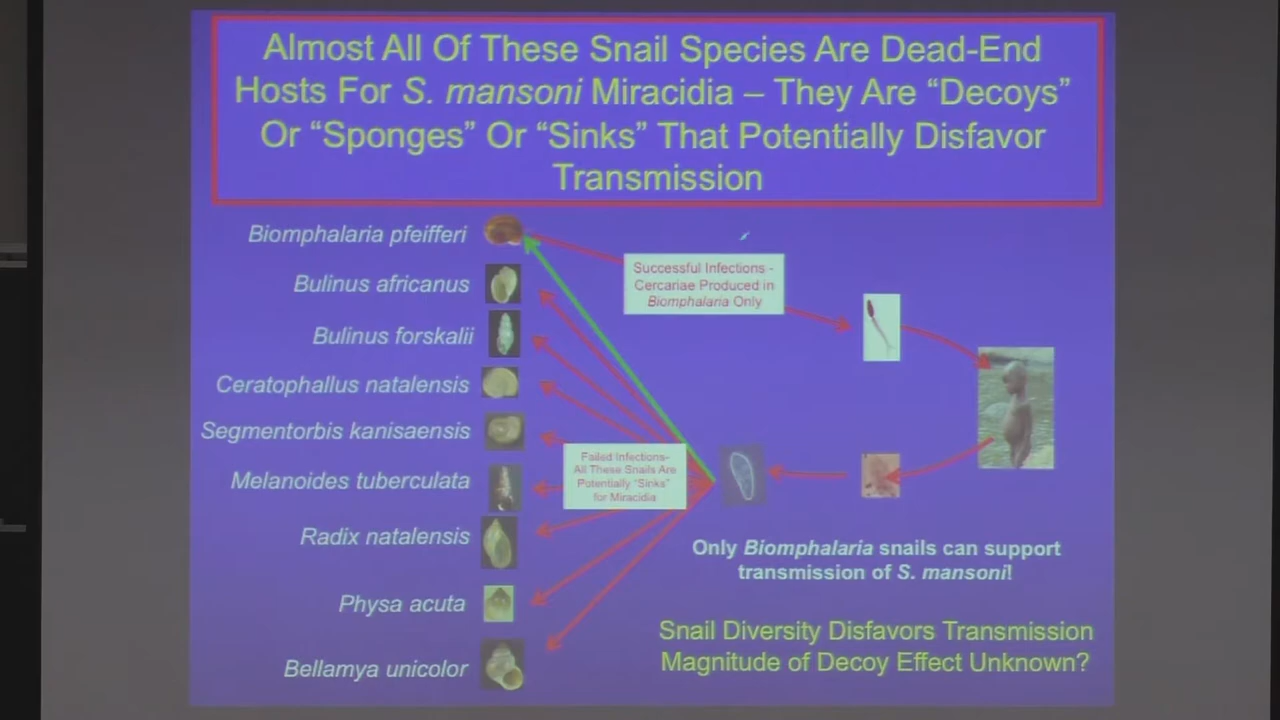 Almost All Of These Snail Species Are Dead-End
Hosts For S. mansoni Miracidia – They Are “Decoys”
Or “Sponges” Or “Sinks” That Potentially Disfavor
Transmission
Biomphalaria pfeifferi
Bulinus africanus
Bulinus forskalii
Ceratophallus natalensis
Segmentorbis kanisaensis
Melanoides tuberculata
Radix natalensis
Physa acuta
Bellamya unicolor
Successful Infections -
Cercariae Produced in
Biomphalaria Only
Failed Infections-
All These Snails Are
Potentially “Sinks”
for Miracidia
Only Biomphalaria snails can support
transmission of S. mansoni!
Snail Diversity Disfavors Transmission
Magnitude of Decoy Effect Unknown?